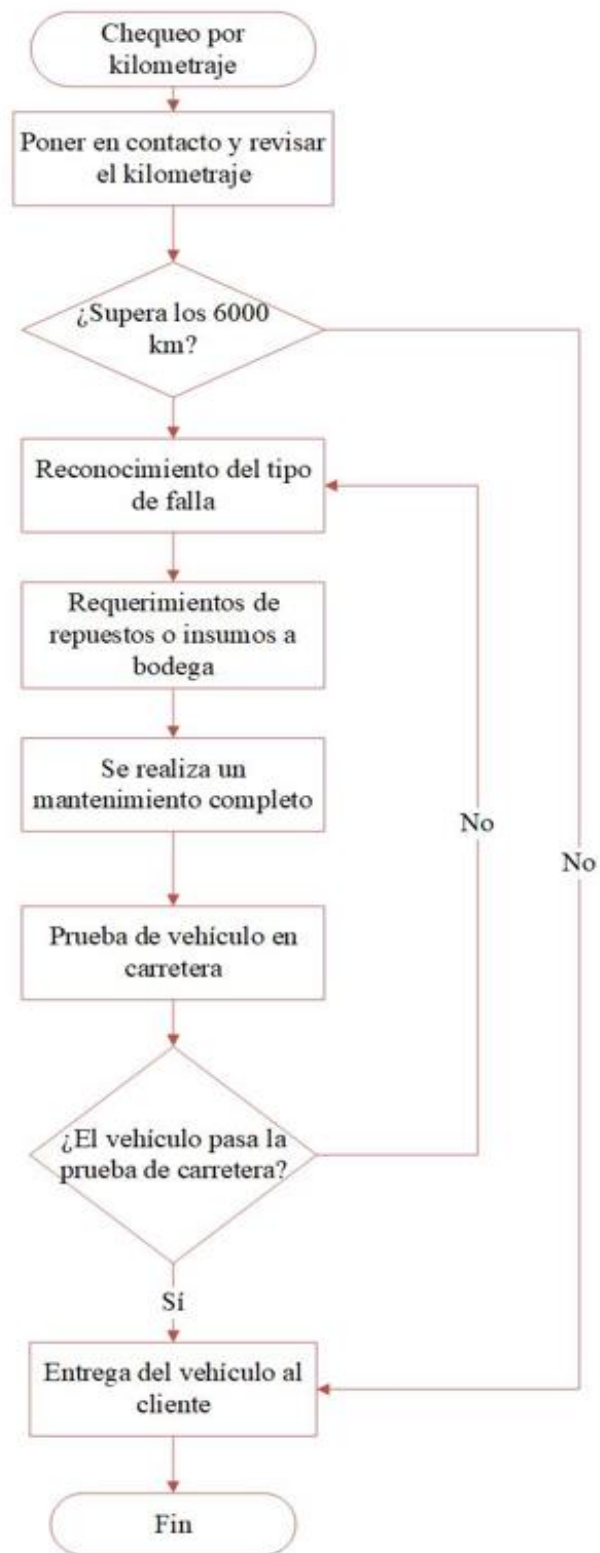 Chequeo por
kilometraje
Poner en contacto y revisar
el kilometraje
¿Supera los 6000
km?
Reconocimiento del tipo
de falla
Requerimientos de
repuestos o insumos a
bodega
Se realiza un
mantenimiento completo
No
No
Prueba de vehículo en
carretera
¿El vehículo pasa la
prueba de carretera?
Sí
Entrega del vehículo al
cliente
Fin